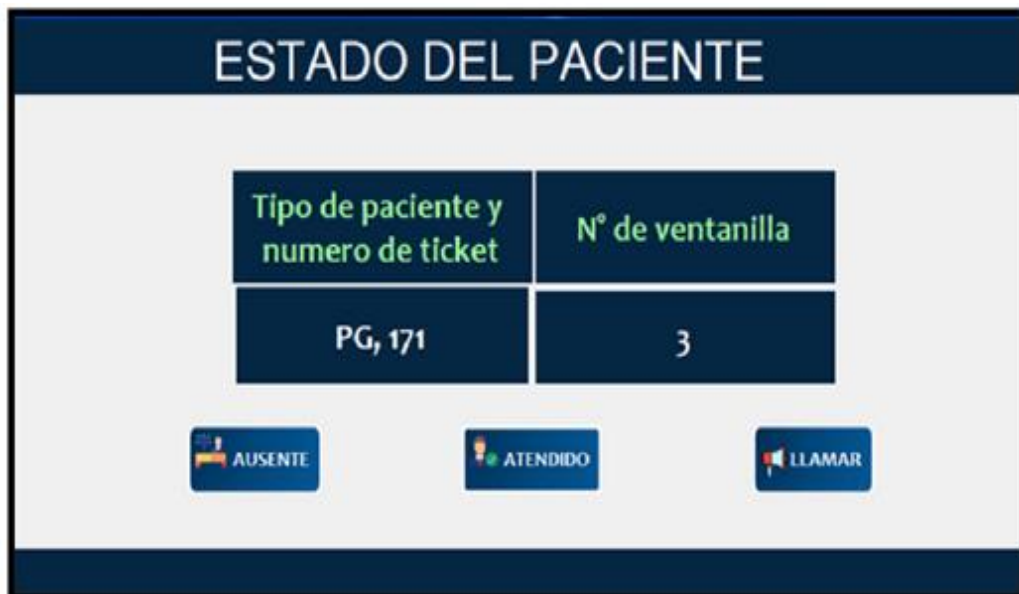 ESTADO DEL PACIENTE
Tipo de paciente y
numero de ticket
N° de ventanilla
PG, 171
3
AUSENTE
ATENDIDO
LLAMAR